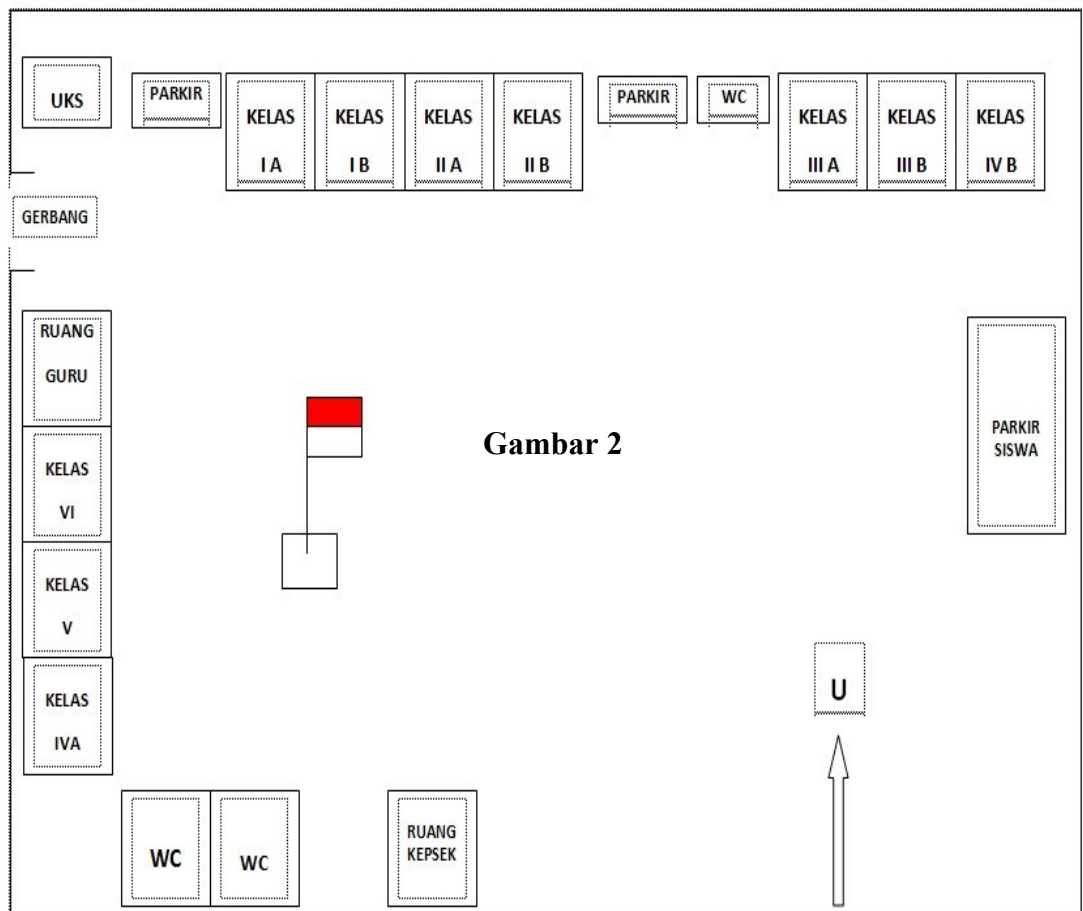 UKS
PARKIR
KELAS
I A
KELAS
I B
KELAS
II A
KELAS
II B
PARKIR
WC
KELAS
III A
KELAS
III B
KELAS
IV B
GERBANG
RUANG
GURU
KELAS
VI
KELAS
V
KELAS
IVA
Gambar 2
PARKIR
SISWA
U
WC
WC
RUANG
KEPSEK